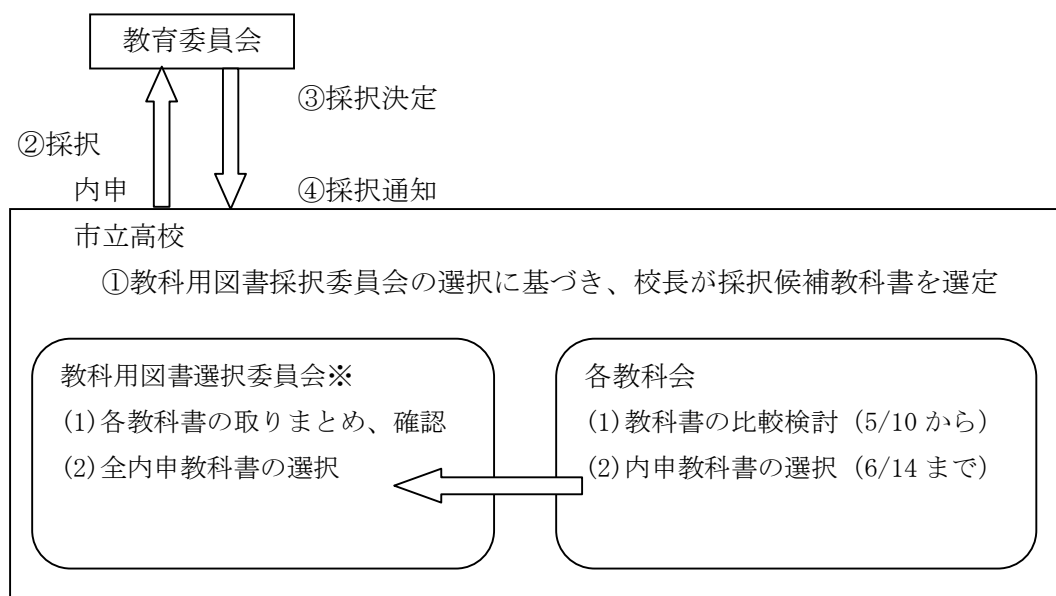 教育委員会
③採択決定
②採択
内申
④採択通知
市立高校
①教科用図書採択委員会の選択に基づき、校長が採択候補教科書を選定
教科用図書選択委員会※
(1)各教科書の取りまとめ、確認
(2)全内申教科書の選択
各教科会
(1)教科書の比較検討（5/10 から）
(2)内申教科書の選択（6/14 まで）